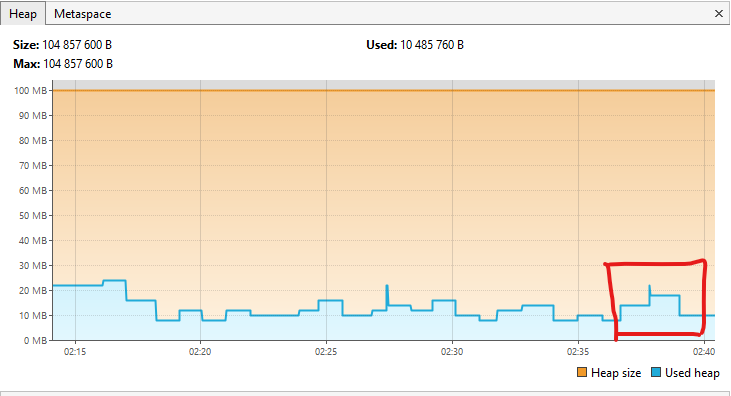 Heap Metaspace
Size: 104 857 600 B Used: 10 485 760 B
Max: 104 857 600 B
100 MB
90 MB
80 MB
70 MB
60 MB
50 MB
40 MB
30 MB
20 MB
10 MB
0 MB
02:15 02:20 02:25 02:30 02:35 02:40
Heap size Used heap